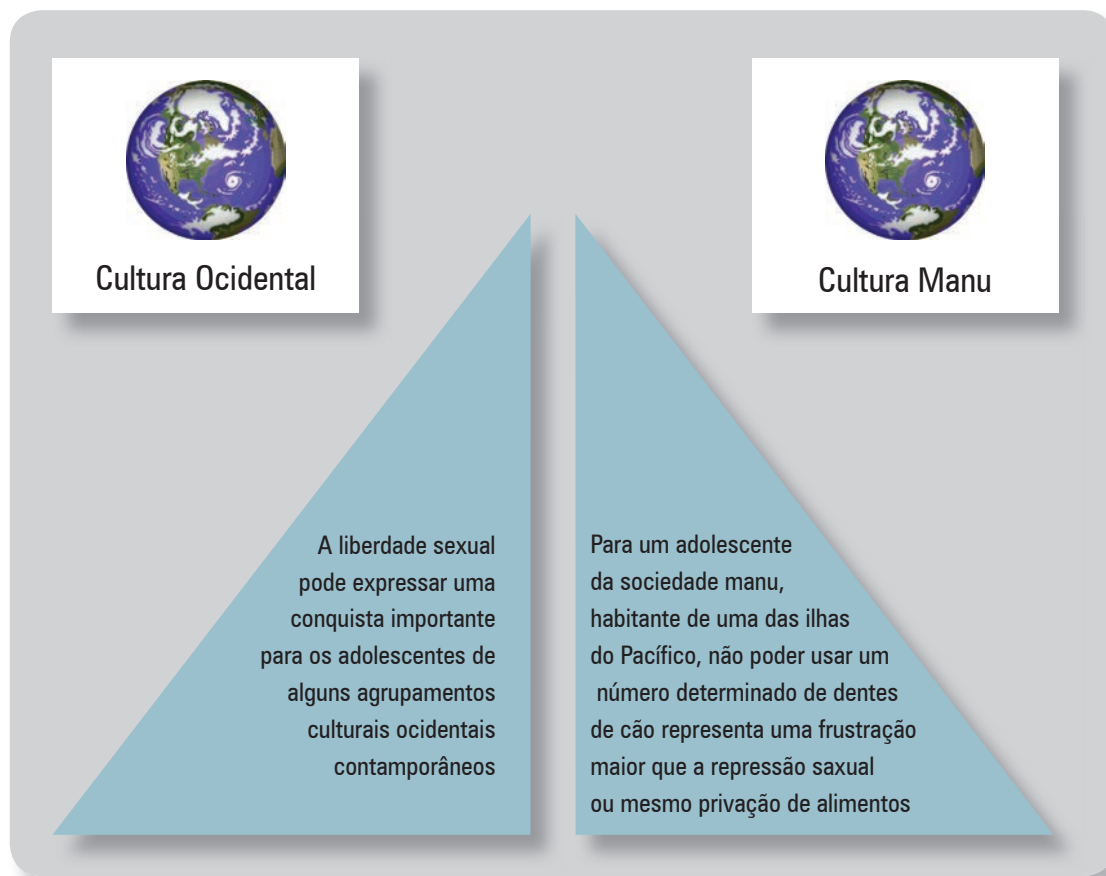 Cultura Ocidental
Cultura Manu
A liberdade sexual
pode expressar uma
conquista importante
para os adolescentes de
alguns agrupamentos
culturais ocidentais
contamporâneos
Para um adolescente
da sociedade manu,
habitante de uma das ilhas
do Pacífico, não poder usar um
número determinado de dentes
de cão representa uma frustração
maior que a repressão saxual
ou mesmo privação de alimentos